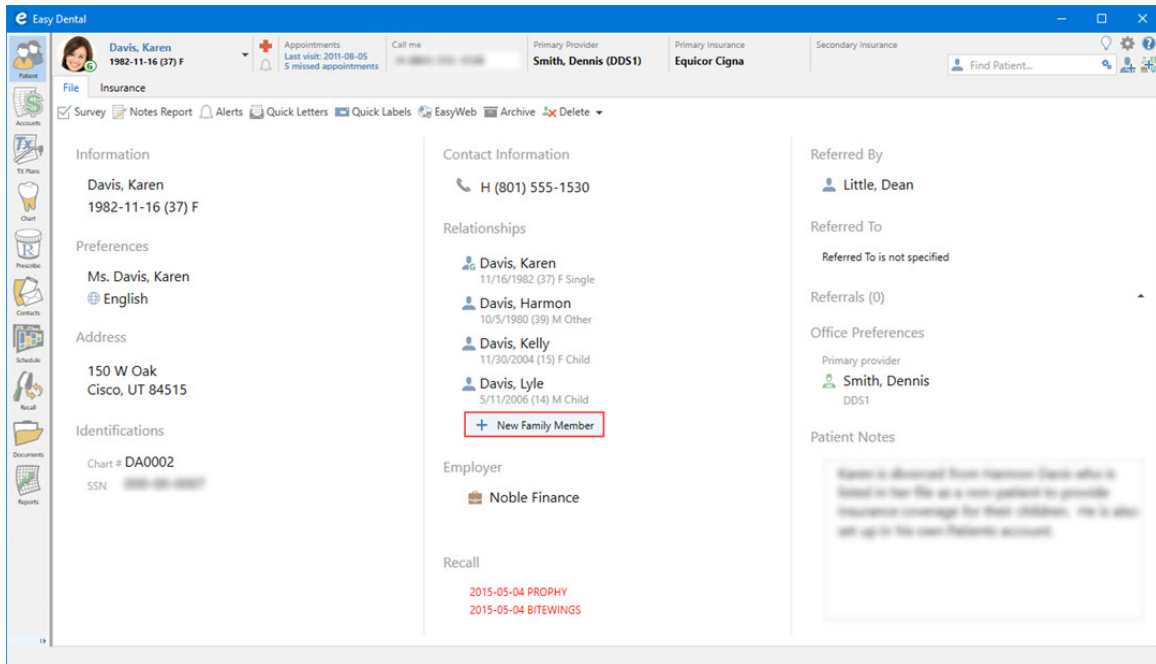 Easy Dental
Patient
Accounts
TX Plans
Chart
Prescribe
Contacts
Schedule
Recall
Documents
Reports
Davis, Karen
1982-11-16 (37) F
G
Appointments
Last visit: 2011-08-05
5 missed appointments
Call me
Primary Provider
Smith, Dennis (DDS1)
Primary Insurance
Equicor Cigna
Secondary Insurance
Find Patient...
File Insurance
Survey Notes Report Alerts Quick Letters Quick Labels EasyWeb Archive Delete
Information
Davis, Karen
1982-11-16 (37) F
Preferences
Ms. Davis, Karen
English
Address
150 W Oak
Cisco, UT 84515
Identifications
Chart # DA0002
SSN
Contact Information
H (801) 555-1530
Relationships
Davis, Karen
11/16/1982 (37) F Single
Davis, Harmon
10/5/1980 (39) M Other
Davis, Kelly
11/30/2004 (15) F Child
Davis, Lyle
5/11/2006 (14) M Child
+ New Family Member
Employer
Noble Finance
Recall
2015-05-04 PROPHY
2015-05-04 BITEWINGS
Referred By
Little, Dean
Referred To
Referred To is not specified
Referrals (0)
Office Preferences
Primary provider
Smith, Dennis
DDS1
Patient Notes